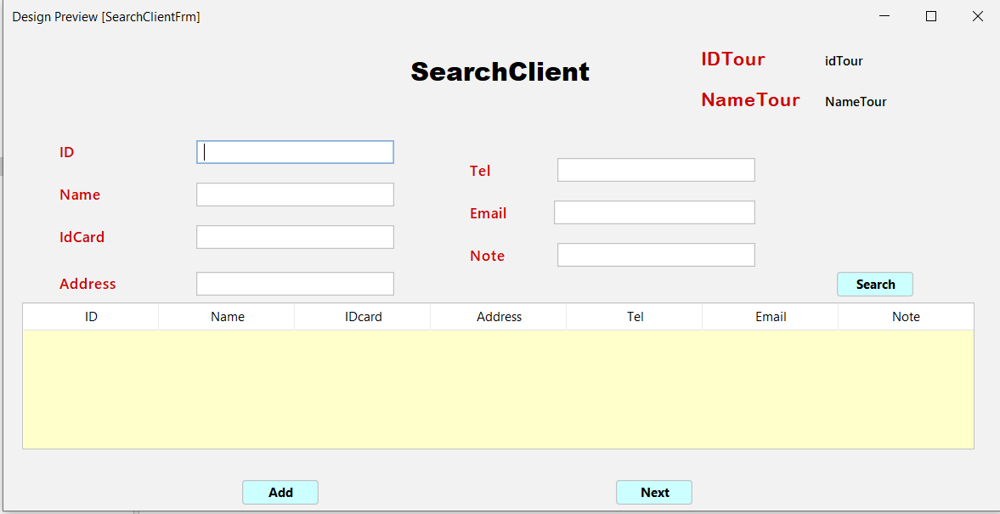 Design Preview [SearchClientFrm]
SearchClient
IDTour idTour
NameTour NameTour
ID
Name
IdCard
Address
Tel
Email
Note
Search
ID Name IDcard Address Tel Email Note
Add Next